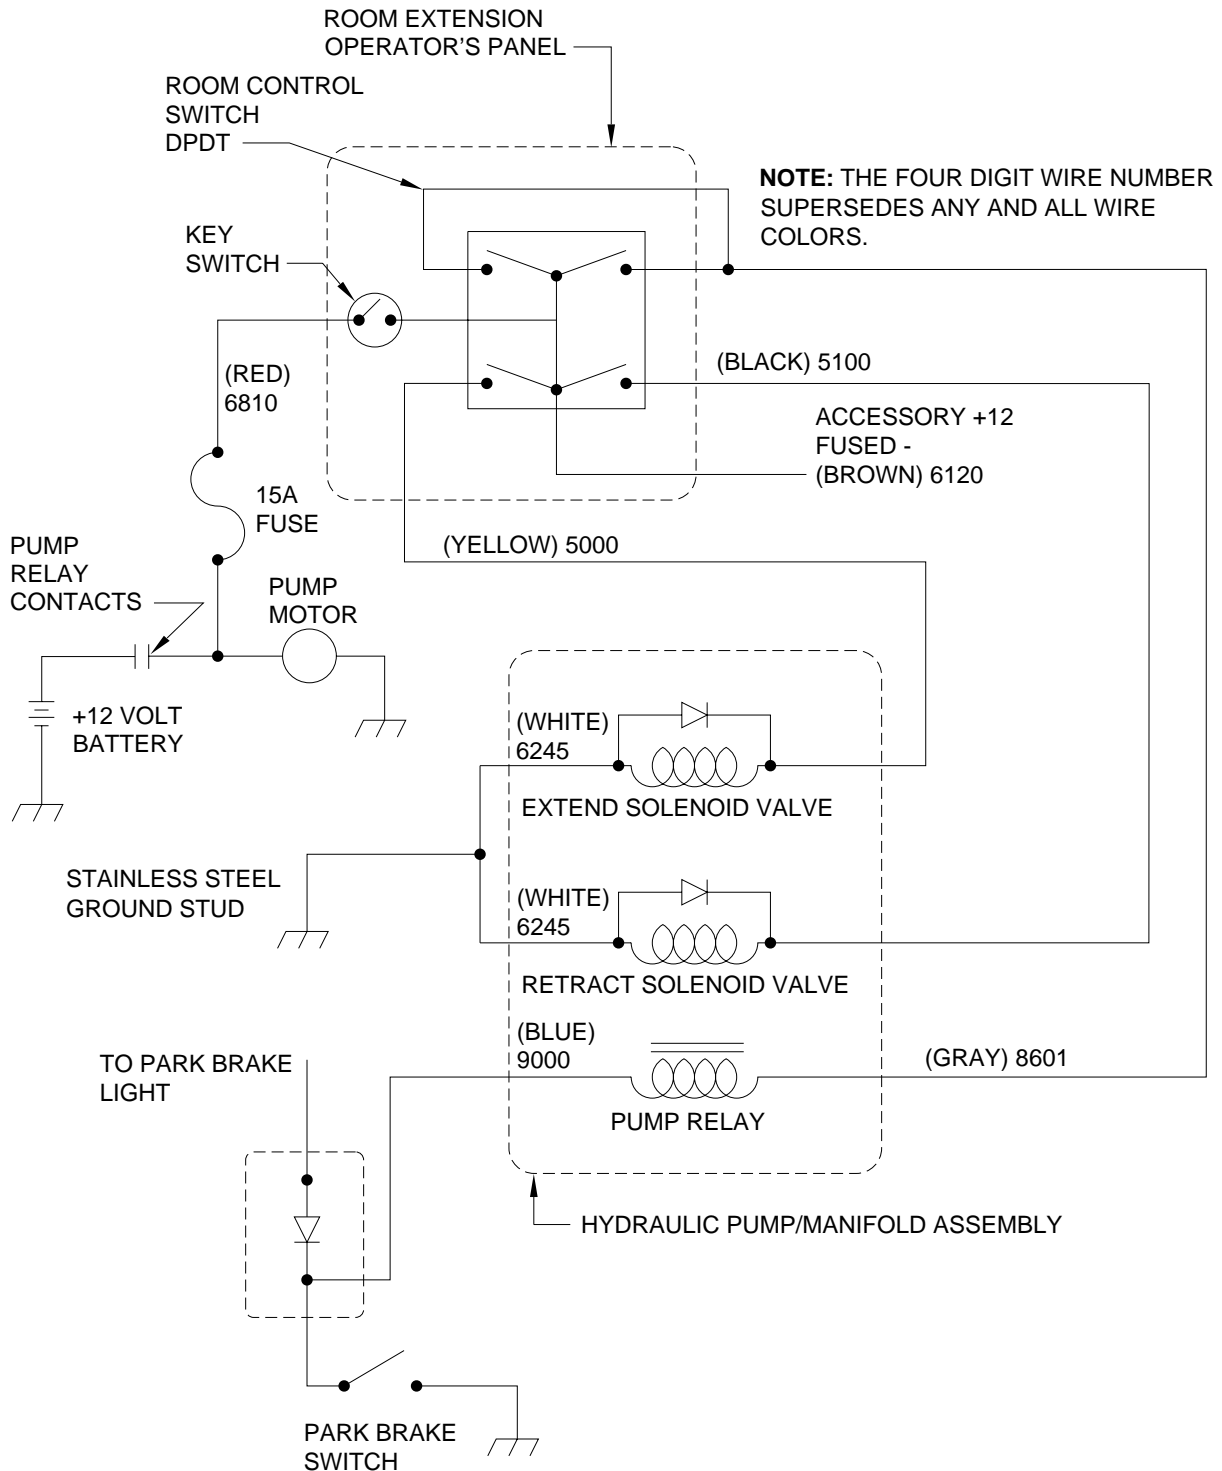 ROOM EXTENSION
OPERATOR'S PANEL
ROOM CONTROL
SWITCH
DPDT
NOTE: THE FOUR DIGIT WIRE NUMBER
SUPERSEDES ANY AND ALL WIRE
COLORS.
KEY
SWITCH
(RED)
6810
(BLACK) 5100
ACCESSORY +12
FUSED -
(BROWN) 6120
15A
FUSE
(YELLOW) 5000
PUMP
RELAY
CONTACTS
PUMP
MOTOR
+12 VOLT
BATTERY
(WHITE)
6245
EXTEND SOLENOID VALVE
STAINLESS STEEL
GROUND STUD
(WHITE)
6245
RETRACT SOLENOID VALVE
(BLUE)
9000
(GRAY) 8601
PUMP RELAY
TO PARK BRAKE
LIGHT
HYDRAULIC PUMP/MANIFOLD ASSEMBLY
PARK BRAKE
SWITCH